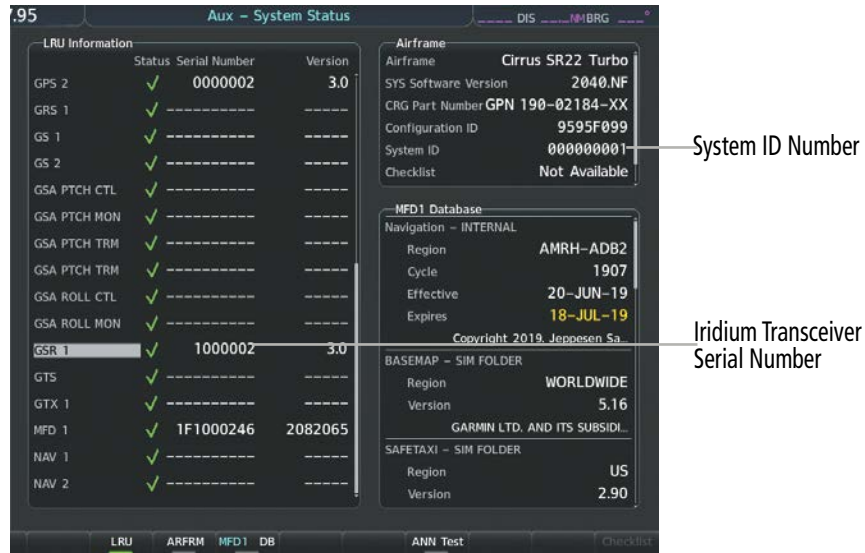 .95 Aux – System Status ____ DIS __._NM BRG ___°
LRU Information
Status Serial Number Version
GPS 2 ✓ 0000002 3.0
GRS 1 ✓ ---------- -----
GS 1 ✓ ---------- -----
GS 2 ✓ ---------- -----
GSA PTCH CTL ✓ ---------- -----
GSA PTCH MON ✓ ---------- -----
GSA PTCH TRM ✓ ---------- -----
GSA PTCH TRM ✓ ---------- -----
GSA ROLL CTL ✓ ---------- -----
GSA ROLL MON ✓ ---------- -----
GSR 1 ✓ 1000002 3.0
GTS ✓ ---------- -----
GTX 1 ✓ ---------- -----
MFD 1 ✓ 1F1000246 2082065
NAV 1 ✓ ---------- -----
NAV 2 ✓ ---------- -----
Airframe
Airframe Cirrus SR22 Turbo
SYS Software Version 2040.NF
CRG Part Number GPN 190-02184-XX
Configuration ID 9595F099
System ID 000000001
Checklist Not Available
MFD1 Database
Navigation – INTERNAL
Region AMRH-ADB2
Cycle 1907
Effective 20-JUN-19
Expires 18-JUL-19
Copyright 2019. Jeppesen Sa...
BASEMAP – SIM FOLDER
Region WORLDWIDE
Version 5.16
GARMIN LTD. AND ITS SUBSIDI...
SAFETAXI – SIM FOLDER
Region US
Version 2.90
LRU ARFRM MFD1 DB ANN Test Checklist
System ID Number
Iridium Transceiver
Serial Number